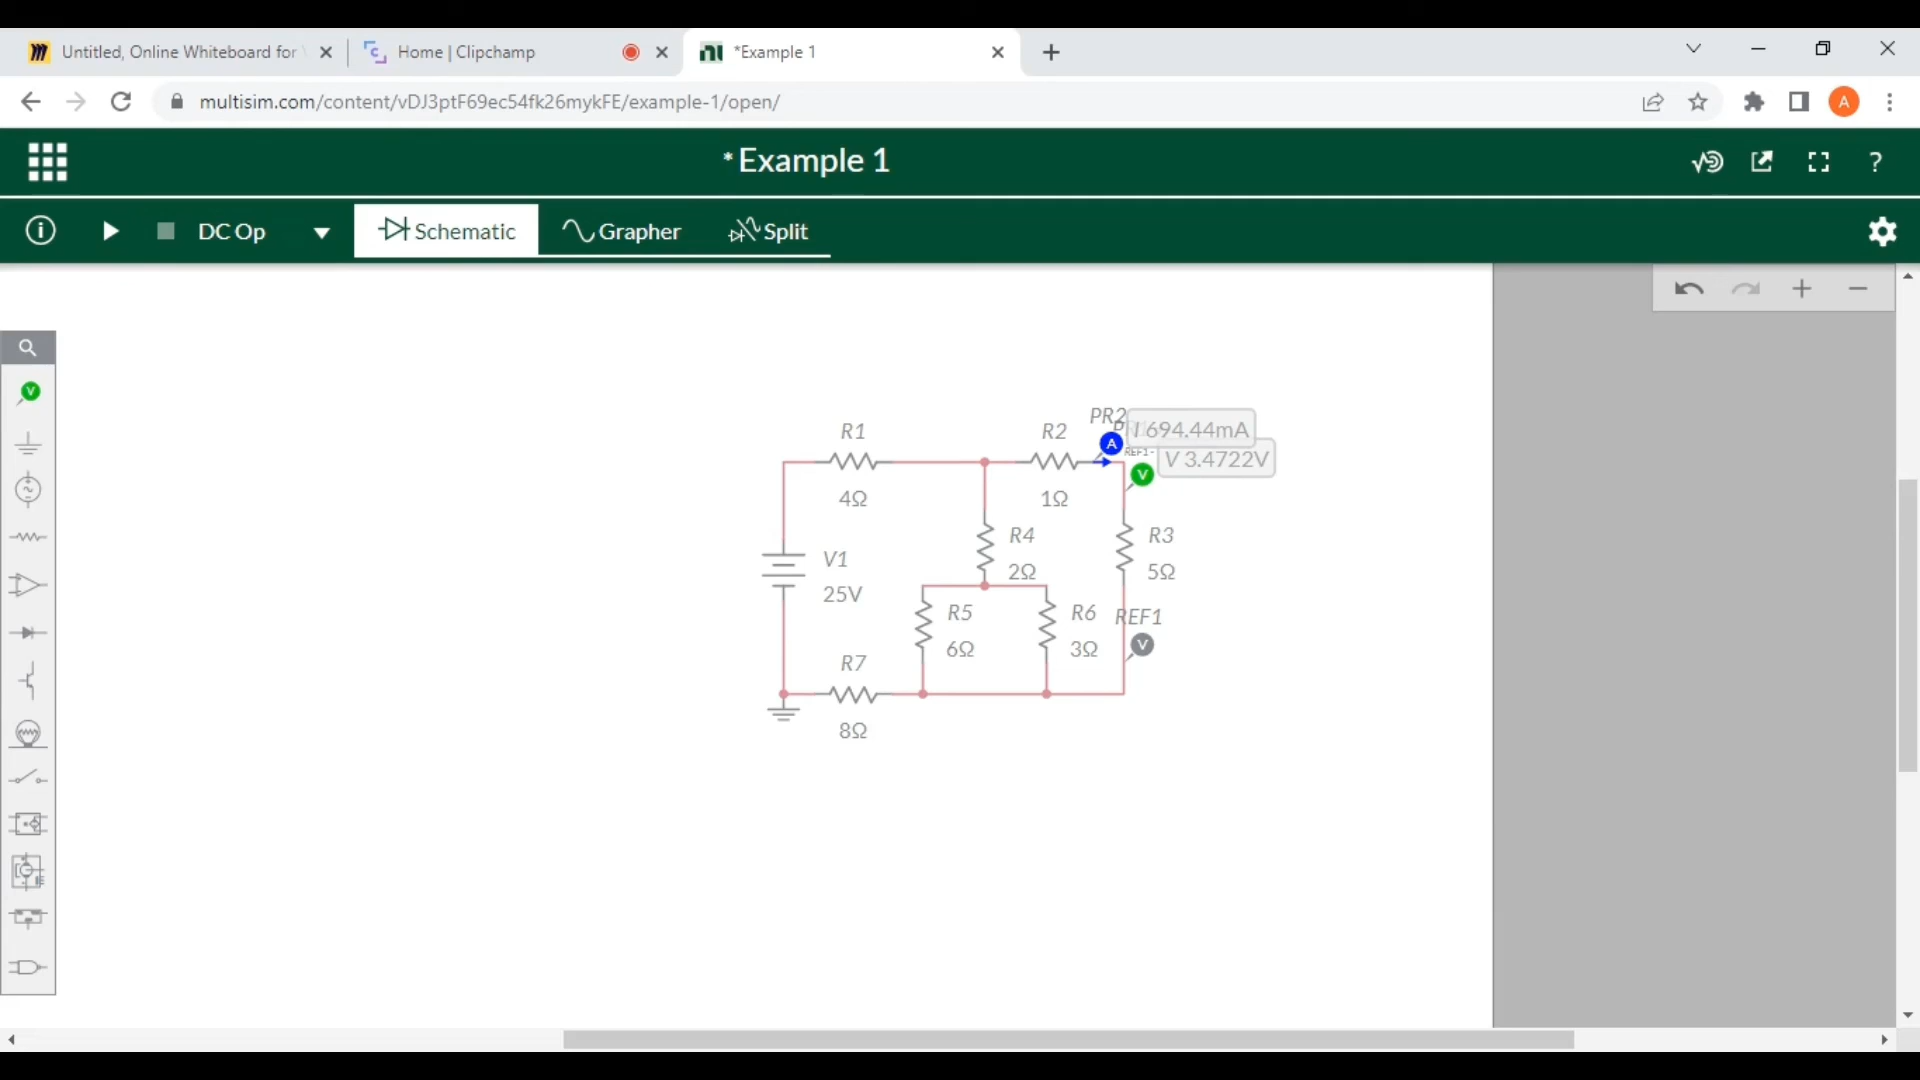 Untitled, Online Whiteboard for
Home | Clipchamp
*Example 1
multisim.com/content/vDJ3ptF69ec54fk26mykFE/example-1/open/
A
*Example 1
?
DC Op
Schematic
Grapher
Split
V
PR2
I 694.44mA
A
REF1-
V 3.4722V
V
R1
4Ω
R2
1Ω
R4
2Ω
R3
5Ω
V1
25V
R5
6Ω
R6
3Ω
REF1
V
R7
8Ω